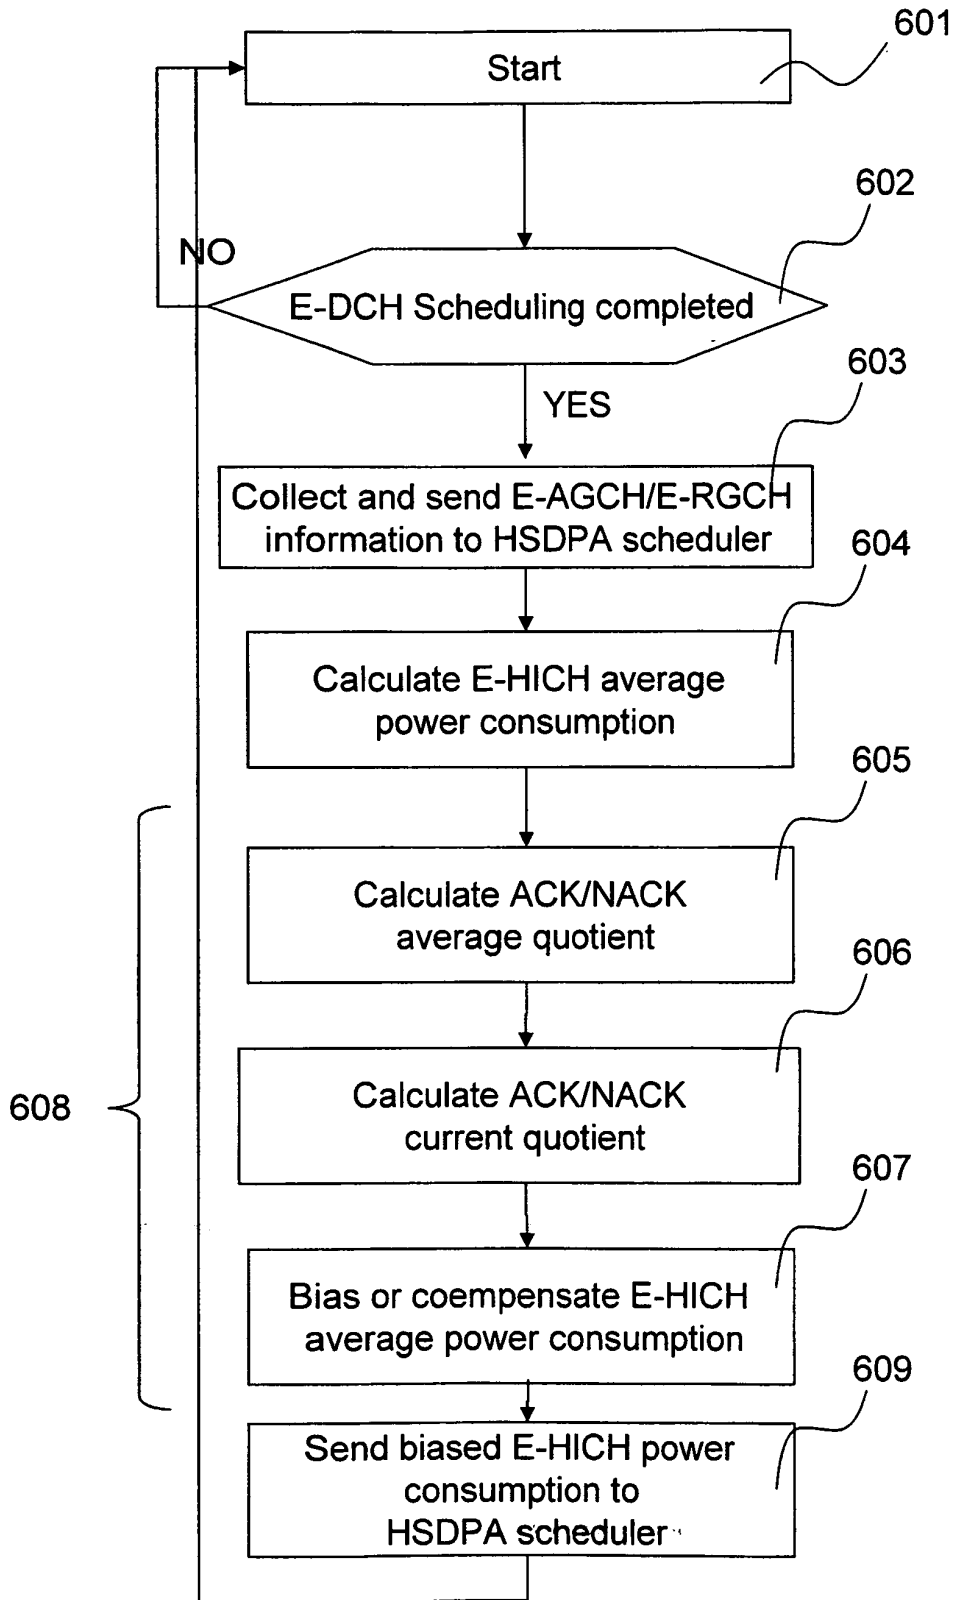 601
Start
602
NO
E-DCH Scheduling completed
603
YES
Collect and send E-AGCH/E-RGCH
information to HSDPA scheduler
604
Calculate E-HICH average
power consumption
605
Calculate ACK/NACK
average quotient
606
Calculate ACK/NACK
current quotient
608
607
Bias or coempensate E-HICH
average power consumption
609
Send biased E-HICH power
consumption to
HSDPA scheduler